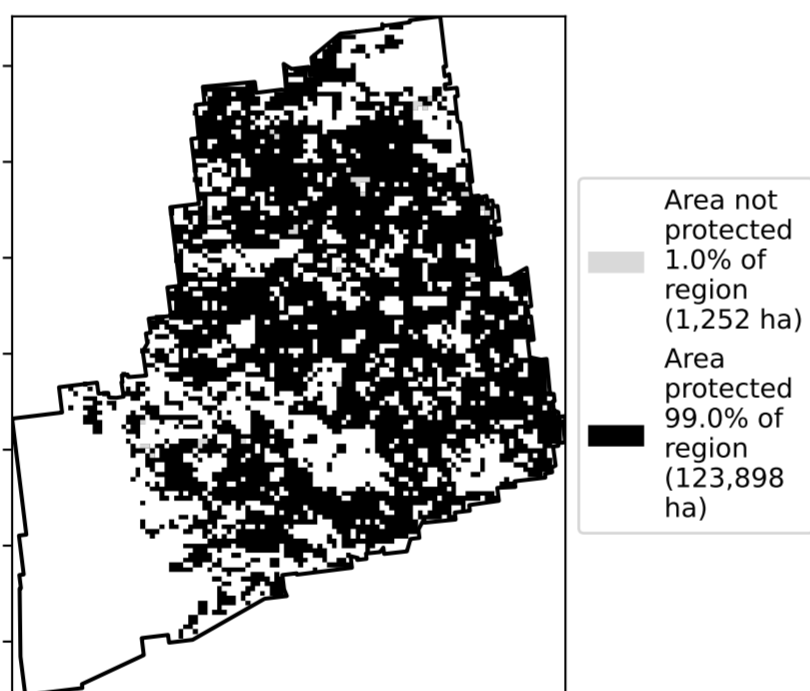 Area not
protected
1.0% of
region
(1,252 ha)
Area
protected
99.0% of
region
(123,898
ha)